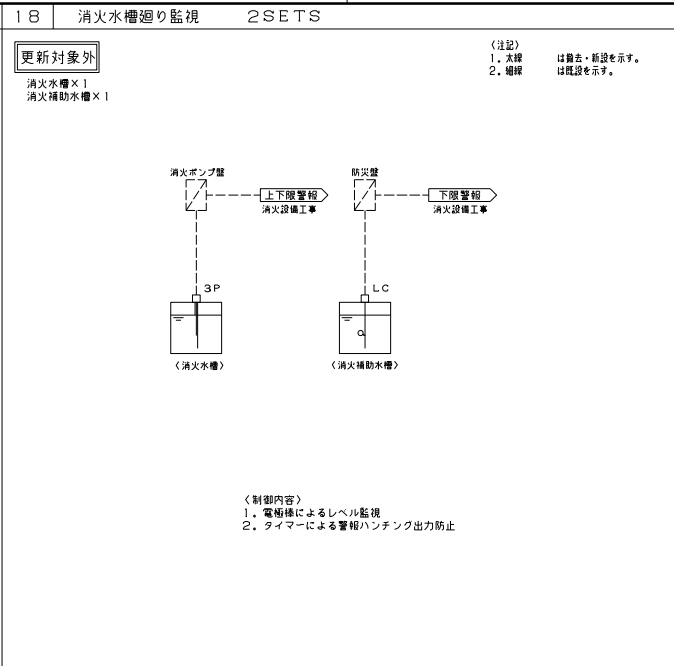 18 消火水槽廻り監視 2SETS
更新対象外
消火水槽×1
消火補助水槽×1
（注記）
1．太線 は撤去・新設を示す。
2．細線 は既設を示す。
消火ポンプ盤
上下限警報
消火設備工事
防災盤
下限警報
消火設備工事
3P
〈消火水槽〉
LC
〈消火補助水槽〉
〈制御内容〉
1．電極棒によるレベル監視
2．タイマーによる警報ハンチング出力防止